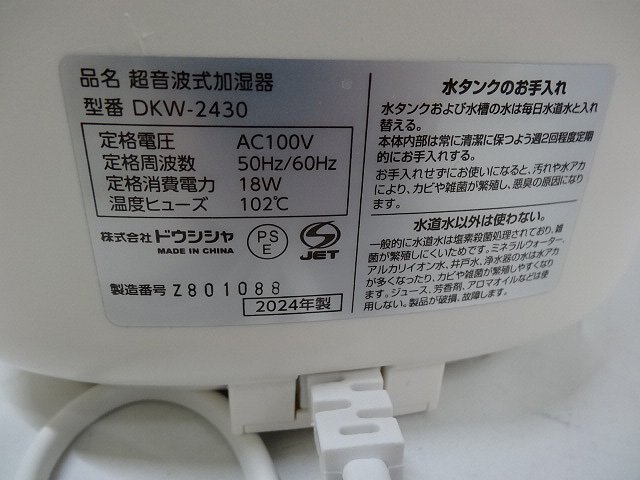 品名 超音波式加湿器
型番 DKW-2430
定格電圧 AC100V
定格周波数 50Hz/60Hz
定格消費電力 18W
温度ヒューズ 102℃
株式会社ドウシシャ
MADE IN CHINA
PS
E
JET
製造番号 Z801088
2024年製
水タンクのお手入れ
水タンクおよび水槽の水は毎日水道水と入れ
替える。
本体内部は常に清潔に保つよう週2回程度定期
的にお手入れする。
お手入れせずにお使いになると、汚れや水アカ
により、カビや雑菌が繁殖し、悪臭の原因になり
ます。
水道水以外は使わない。
一般的に水道水は塩素殺菌処理されており、雑
菌が繁殖しにくいためです。ミネラルウォーター、
アルカリイオン水、井戸水、浄水器の水は水アカ
が多くなったり、カビや雑菌が繁殖しやすくなり
ます。ジュース、芳香剤、アロマオイルなどは使
用しない。製品が破損、故障します。